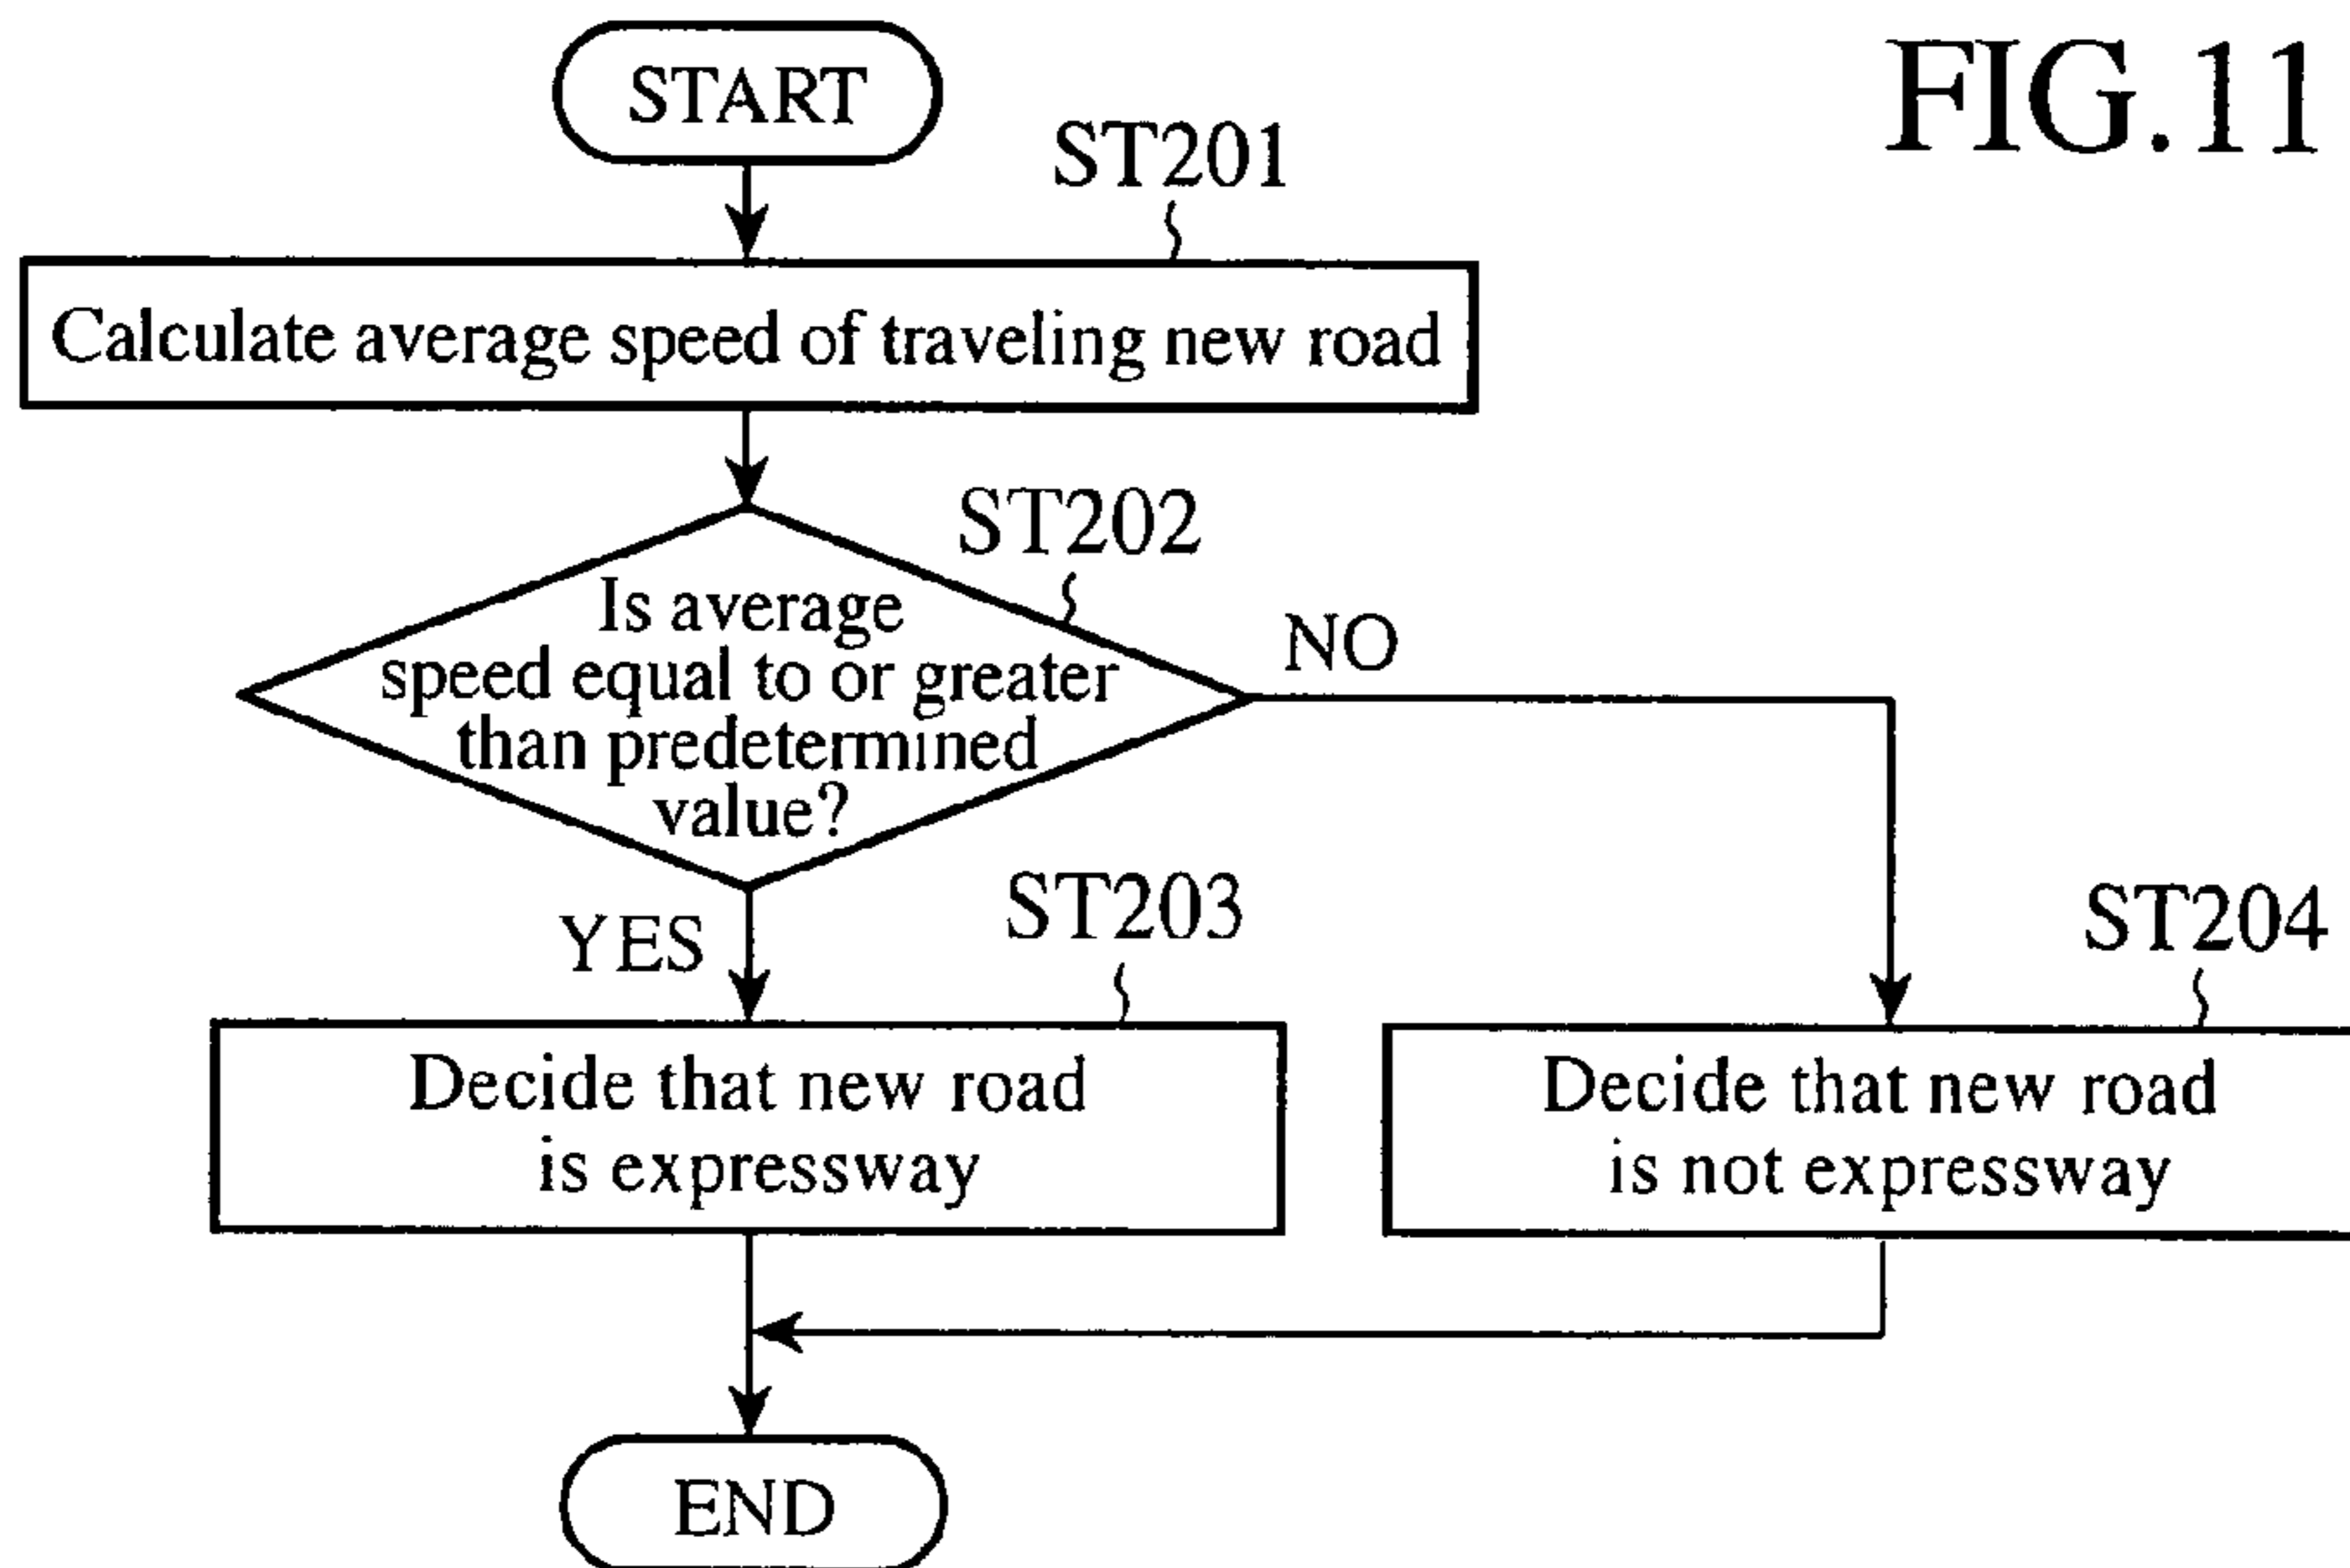 FIG.11
START
ST201
Calculate average speed of traveling new road
ST202
Is average
speed equal to or greater
than predetermined
value?
NO
YES
ST203
Decide that new road
is expressway
ST204
Decide that new road
is not expressway
END